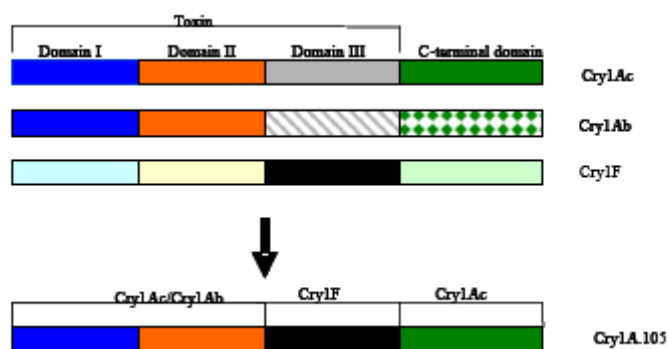 Toxin
Domain I Domain II Domain III C-terminal domain
Cry1Ac
Cry1Ab
Cry1F
Cry1Ac/Cry1Ab Cry1F Cry1Ac
Cry1A.105